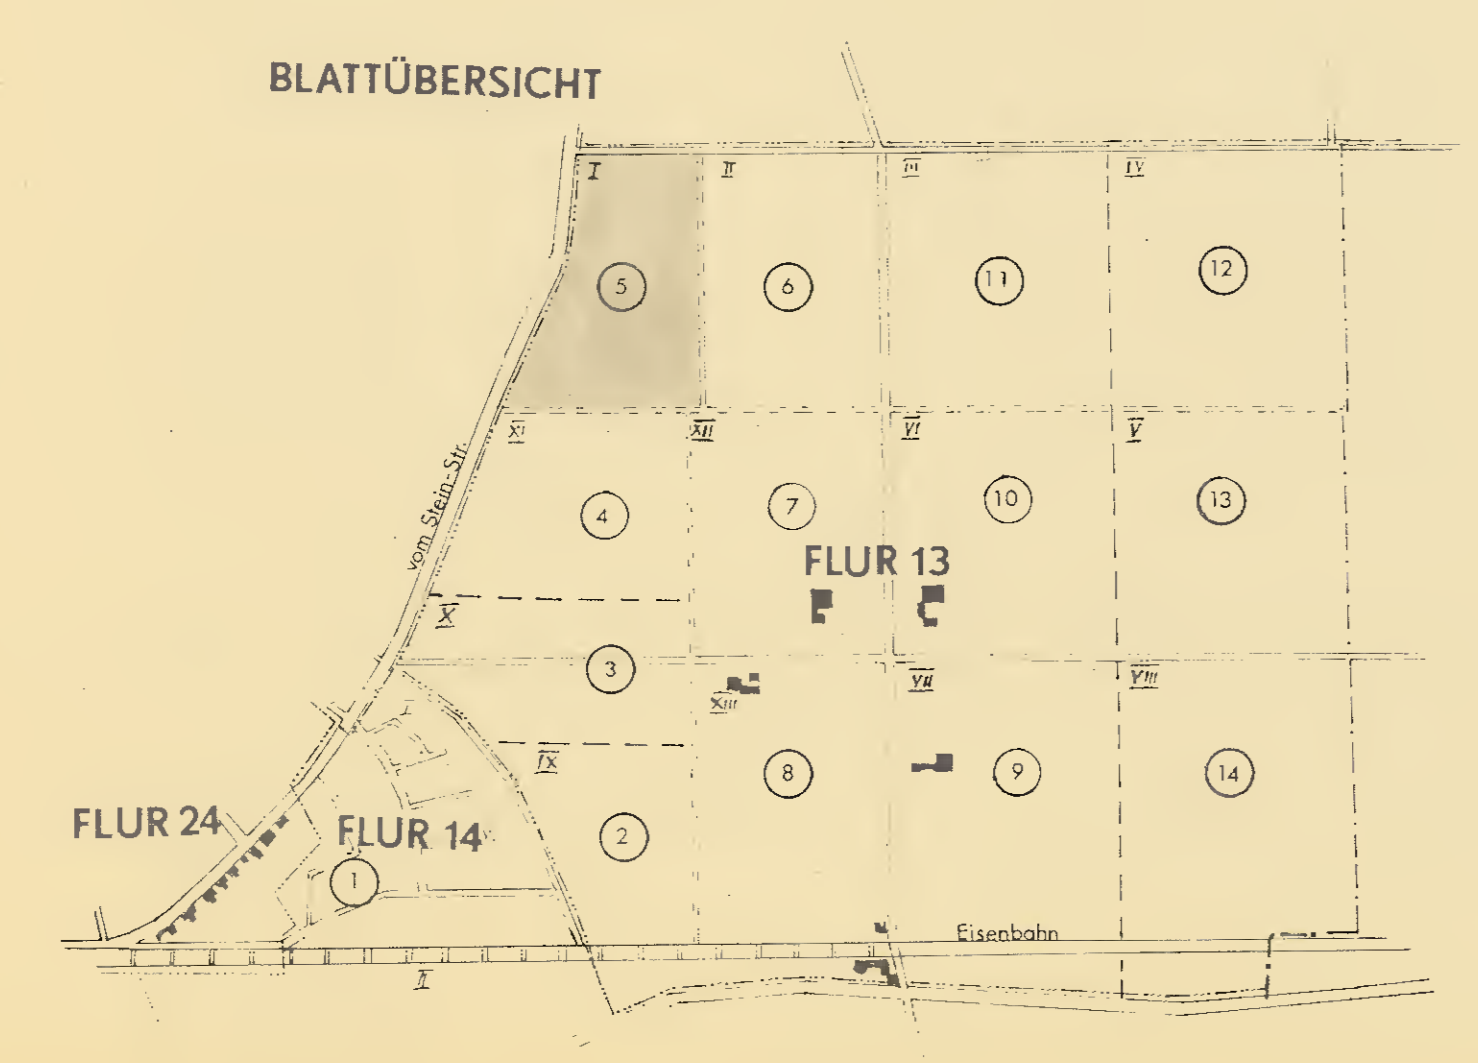 BLATTÜBERSICHT
I II III IV
5 6 11 12
XI XII VI V
vom Stein-Str.
4 7 10 13
FLUR 13
X
3
XIII VII VIII
IX
8 9 14
FLUR 24 FLUR 14 2
1
Eisenbahn
II